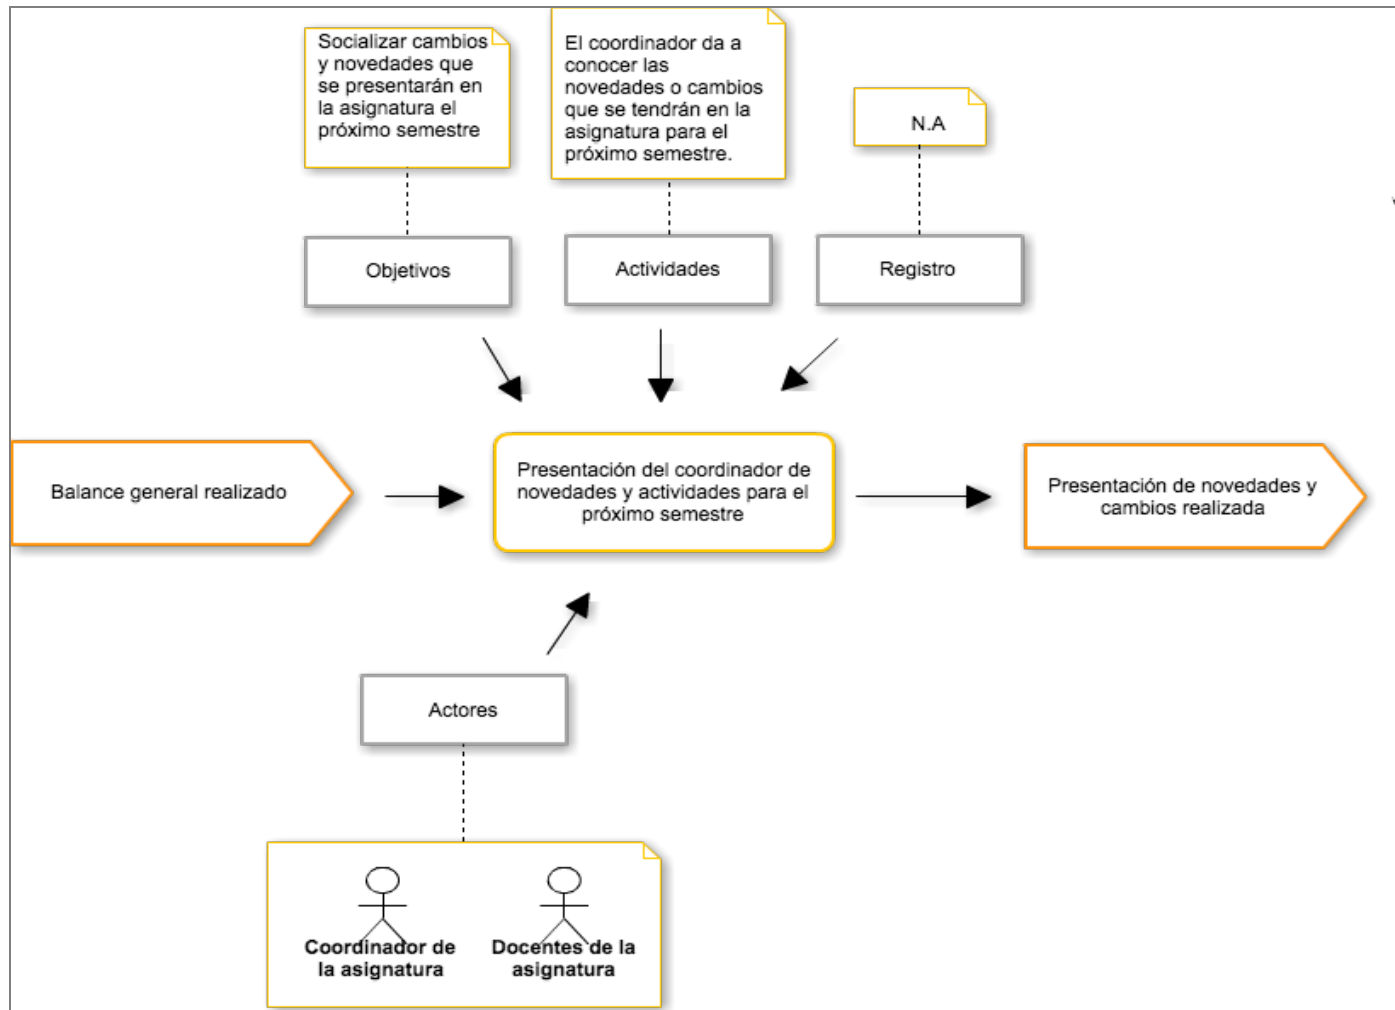 Socializar cambios
y novedades que
se presentarán en
la asignatura el
próximo semestre
El coordinador da a
conocer las
novedades o cambios
que se tendrán en la
asignatura para el
próximo semestre.
N.A
Objetivos
Actividades
Registro
Balance general realizado
Presentación del coordinador de
novedades y actividades para el
próximo semestre
Presentación de novedades y
cambios realizada
Actores
Coordinador de
la asignatura
Docentes de la
asignatura